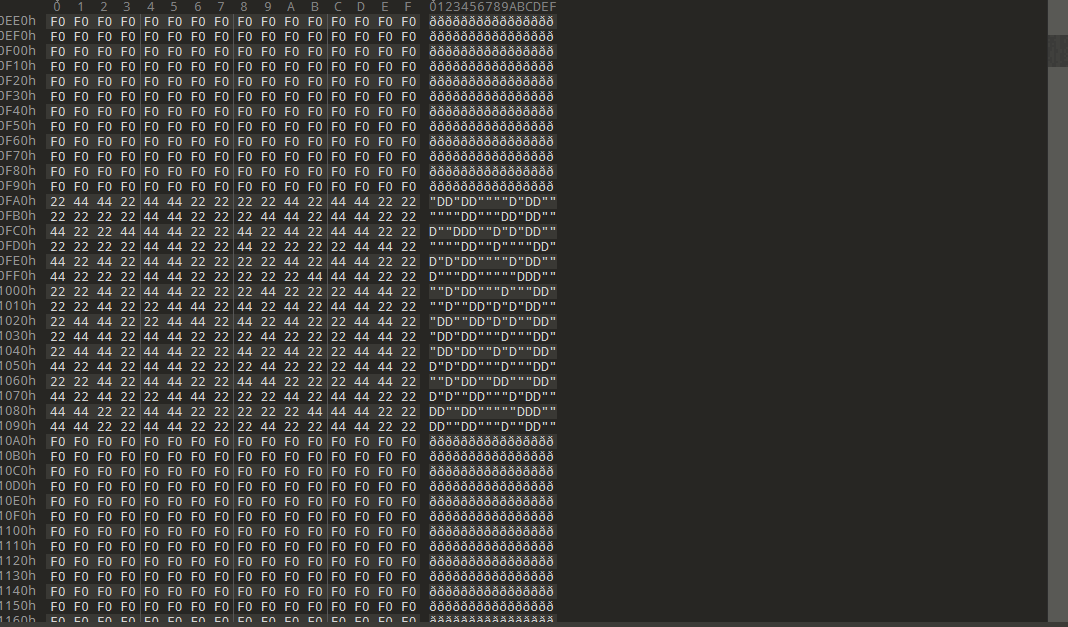 0 1 2 3 4 5 6 7 8 9 A B C D E F 0123456789ABCDEF
0EE0h F0 F0 F0 F0 F0 F0 F0 F0 F0 F0 F0 F0 F0 F0 F0 F0 ðððððððððððððððð
0EF0h F0 F0 F0 F0 F0 F0 F0 F0 F0 F0 F0 F0 F0 F0 F0 F0 ðððððððððððððððð
0F00h F0 F0 F0 F0 F0 F0 F0 F0 F0 F0 F0 F0 F0 F0 F0 F0 ðððððððððððððððð
0F10h F0 F0 F0 F0 F0 F0 F0 F0 F0 F0 F0 F0 F0 F0 F0 F0 ðððððððððððððððð
0F20h F0 F0 F0 F0 F0 F0 F0 F0 F0 F0 F0 F0 F0 F0 F0 F0 ðððððððððððððððð
0F30h F0 F0 F0 F0 F0 F0 F0 F0 F0 F0 F0 F0 F0 F0 F0 F0 ðððððððððððððððð
0F40h F0 F0 F0 F0 F0 F0 F0 F0 F0 F0 F0 F0 F0 F0 F0 F0 ðððððððððððððððð
0F50h F0 F0 F0 F0 F0 F0 F0 F0 F0 F0 F0 F0 F0 F0 F0 F0 ðððððððððððððððð
0F60h F0 F0 F0 F0 F0 F0 F0 F0 F0 F0 F0 F0 F0 F0 F0 F0 ðððððððððððððððð
0F70h F0 F0 F0 F0 F0 F0 F0 F0 F0 F0 F0 F0 F0 F0 F0 F0 ðððððððððððððððð
0F80h F0 F0 F0 F0 F0 F0 F0 F0 F0 F0 F0 F0 F0 F0 F0 F0 ðððððððððððððððð
0F90h F0 F0 F0 F0 F0 F0 F0 F0 F0 F0 F0 F0 F0 F0 F0 F0 ðððððððððððððððð
0FA0h 22 44 44 22 44 44 22 22 22 22 44 22 44 44 22 22 "DD"DD""""D"DD""
0FB0h 22 22 22 22 44 44 22 22 22 44 44 22 44 44 22 22 """"DD"""DD"DD""
0FC0h 44 22 22 44 44 44 22 22 44 22 44 22 44 44 22 22 D""DDD""D"D"DD""
0FD0h 22 22 22 22 44 44 22 22 44 22 22 22 22 44 44 22 """"DD""D""""DD"
0FE0h 44 22 44 22 44 44 22 22 22 22 22 22 22 44 44 22 D"D"DD"""""""DD"
0FF0h 44 22 22 22 44 44 22 22 22 22 22 44 44 44 22 22 D"""DD"""""DDD""
1000h 22 22 44 22 44 44 22 22 22 44 22 22 22 44 44 22 ""D"DD"""D"""DD"
1010h 22 22 44 22 22 44 44 22 44 22 44 22 44 44 22 22 ""D""DD"D"D"DD""
1020h 22 44 44 22 22 44 44 22 44 22 44 22 22 44 44 22 "DD""DD"D"D""DD"
1030h 22 44 44 22 44 44 22 22 22 44 22 22 22 44 44 22 "DD"DD"""D"""DD"
1040h 22 44 44 22 44 44 22 22 44 22 44 22 22 44 44 22 "DD"DD""D"D""DD"
1050h 44 22 44 22 44 44 22 22 22 44 22 22 22 44 44 22 D"D"DD"""D"""DD"
1060h 22 22 44 22 44 44 22 22 44 44 22 22 22 44 44 22 ""D"DD""DD"""DD"
1070h 44 22 44 22 44 44 22 22 22 44 22 22 44 44 22 22 D"D"DD"""D""DD""
1080h 44 44 22 22 44 44 22 22 22 22 22 44 44 44 22 22 DD""DD"""""DDD""
1090h 44 44 22 22 44 44 22 22 22 44 22 22 44 44 22 22 DD""DD"""D""DD""
10A0h F0 F0 F0 F0 F0 F0 F0 F0 F0 F0 F0 F0 F0 F0 F0 F0 ðððððððððððððððð
10B0h F0 F0 F0 F0 F0 F0 F0 F0 F0 F0 F0 F0 F0 F0 F0 F0 ðððððððððððððððð
10C0h F0 F0 F0 F0 F0 F0 F0 F0 F0 F0 F0 F0 F0 F0 F0 F0 ðððððððððððððððð
10D0h F0 F0 F0 F0 F0 F0 F0 F0 F0 F0 F0 F0 F0 F0 F0 F0 ðððððððððððððððð
10E0h F0 F0 F0 F0 F0 F0 F0 F0 F0 F0 F0 F0 F0 F0 F0 F0 ðððððððððððððððð
10F0h F0 F0 F0 F0 F0 F0 F0 F0 F0 F0 F0 F0 F0 F0 F0 F0 ðððððððððððððððð
1100h F0 F0 F0 F0 F0 F0 F0 F0 F0 F0 F0 F0 F0 F0 F0 F0 ðððððððððððððððð
1110h F0 F0 F0 F0 F0 F0 F0 F0 F0 F0 F0 F0 F0 F0 F0 F0 ðððððððððððððððð
1120h F0 F0 F0 F0 F0 F0 F0 F0 F0 F0 F0 F0 F0 F0 F0 F0 ðððððððððððððððð
1130h F0 F0 F0 F0 F0 F0 F0 F0 F0 F0 F0 F0 F0 F0 F0 F0 ðððððððððððððððð
1140h F0 F0 F0 F0 F0 F0 F0 F0 F0 F0 F0 F0 F0 F0 F0 F0 ðððððððððððððððð
1150h F0 F0 F0 F0 F0 F0 F0 F0 F0 F0 F0 F0 F0 F0 F0 F0 ðððððððððððððððð
1160h F0 F0 F0 F0 F0 F0 F0 F0 F0 F0 F0 F0 F0 F0 F0 F0 ðððððððððððððððð